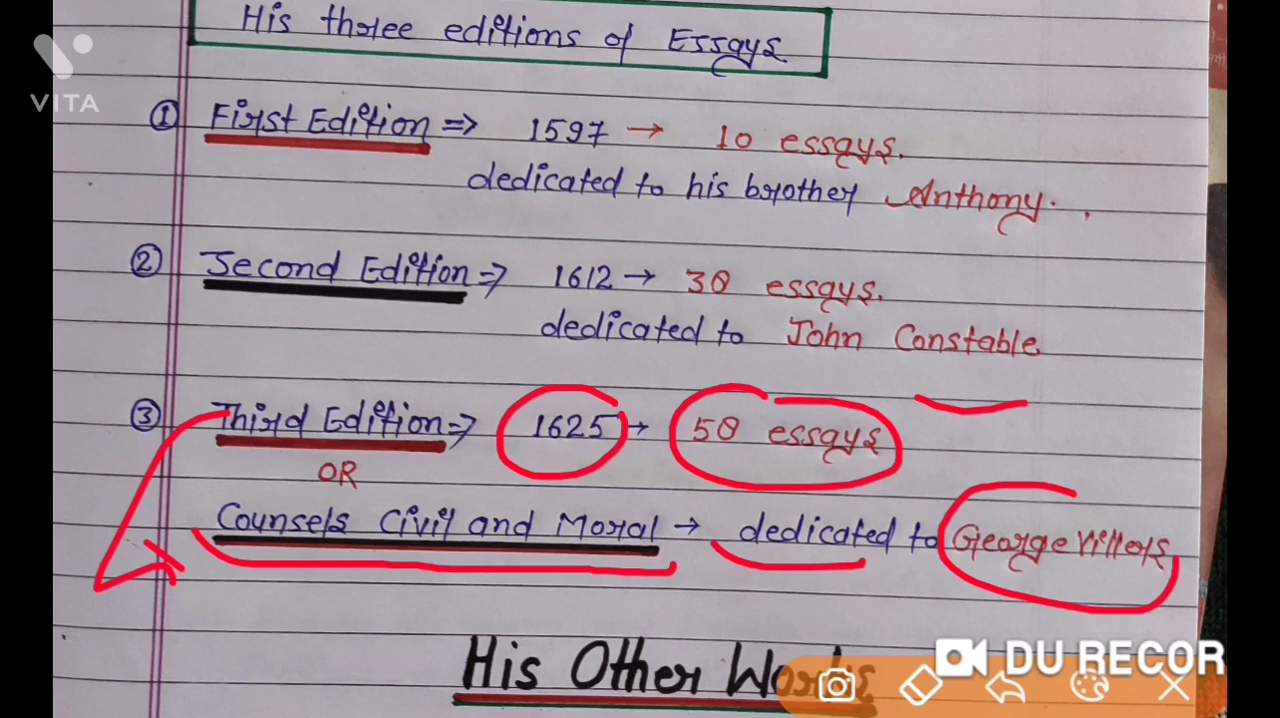 His three editions of Essays
VITA
① First Edition ⇒ 1597 → 10 essays.
dedicated to his brother Anthony.
② Second Edition ⇒ 1612 → 38 essays.
dedicated to John Constable
③ Third Edition ⇒ 1625 → 58 essays
OR
Counsels Civil and Moral → dedicated to George Villers
His Other Works
DU RECOR